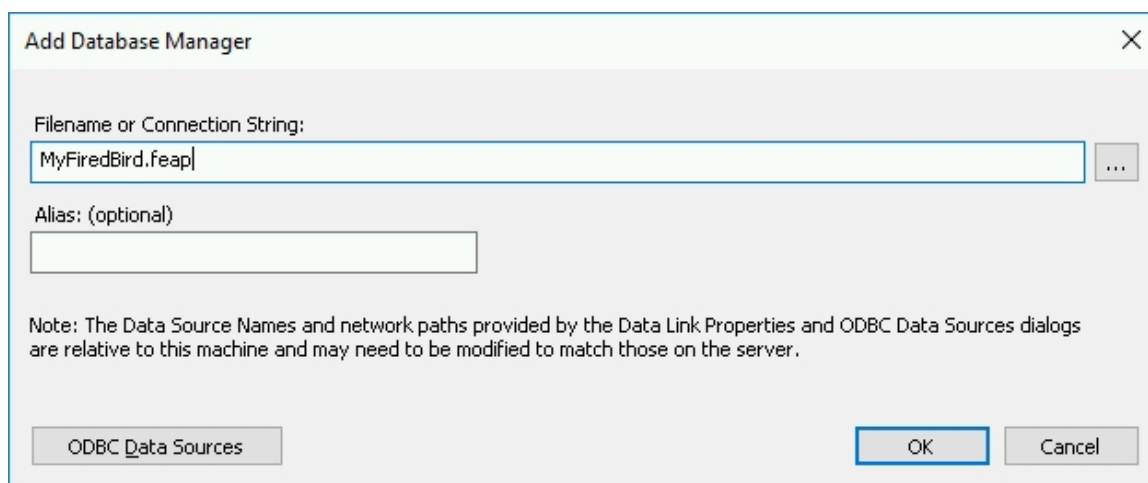 Add Database Manager
Filename or Connection String:
MyFiredBird.feap
...
Alias: (optional)
Note: The Data Source Names and network paths provided by the Data Link Properties and ODBC Data Sources dialogs
are relative to this machine and may need to be modified to match those on the server.
ODBC Data Sources
OK
Cancel